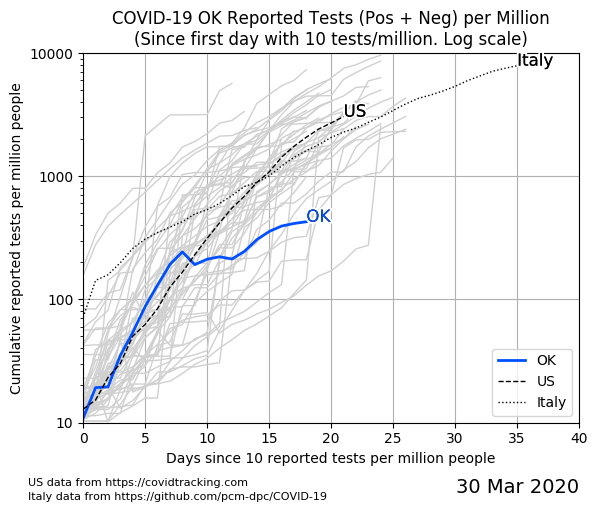 COVID-19 OK Reported Tests (Pos + Neg) per Million
(Since first day with 10 tests/million. Log scale)
Cumulative reported tests per million people
10000
1000
100
10
Italy
US
OK
OK
US
Italy
0 5 10 15 20 25 30 35 40
Days since 10 reported tests per million people
US data from https://covidtracking.com
Italy data from https://github.com/pcm-dpc/COVID-19
30 Mar 2020